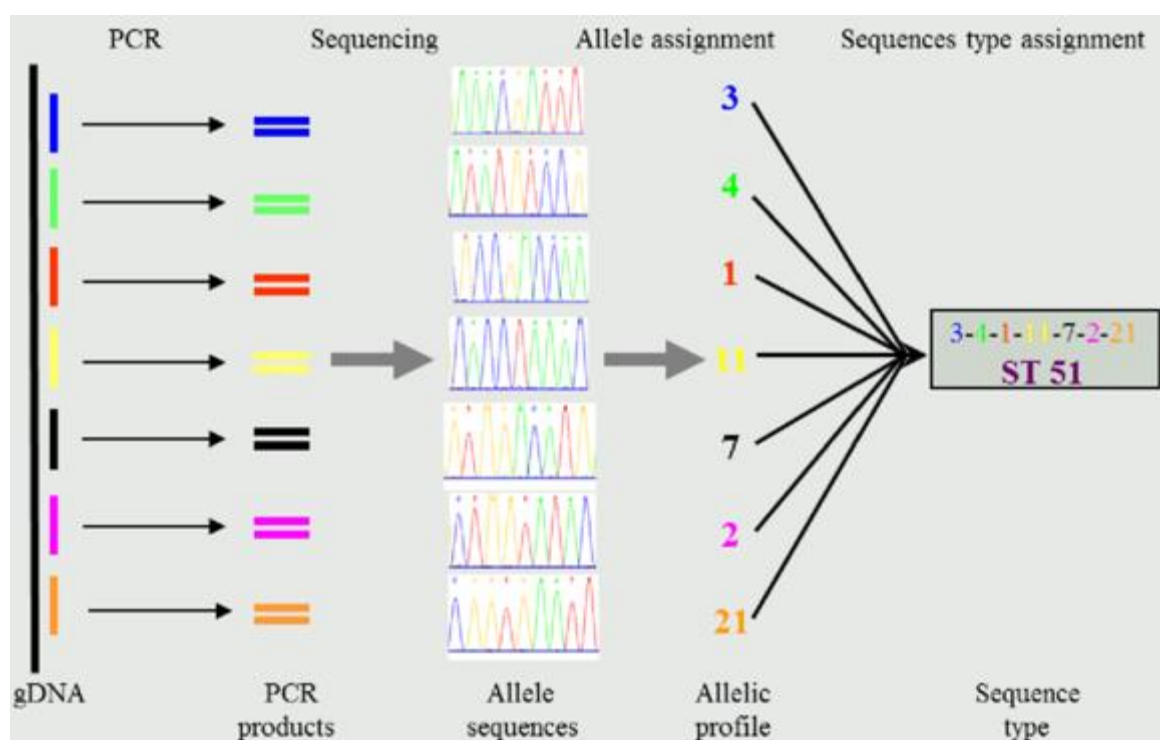 PCR Sequencing Allele assignment Sequences type assignment
3
4
1
11
7
2
21
3-4-1-11-7-2-21
ST 51
gDNA PCR Allele Allelic Sequence
products sequences profile type